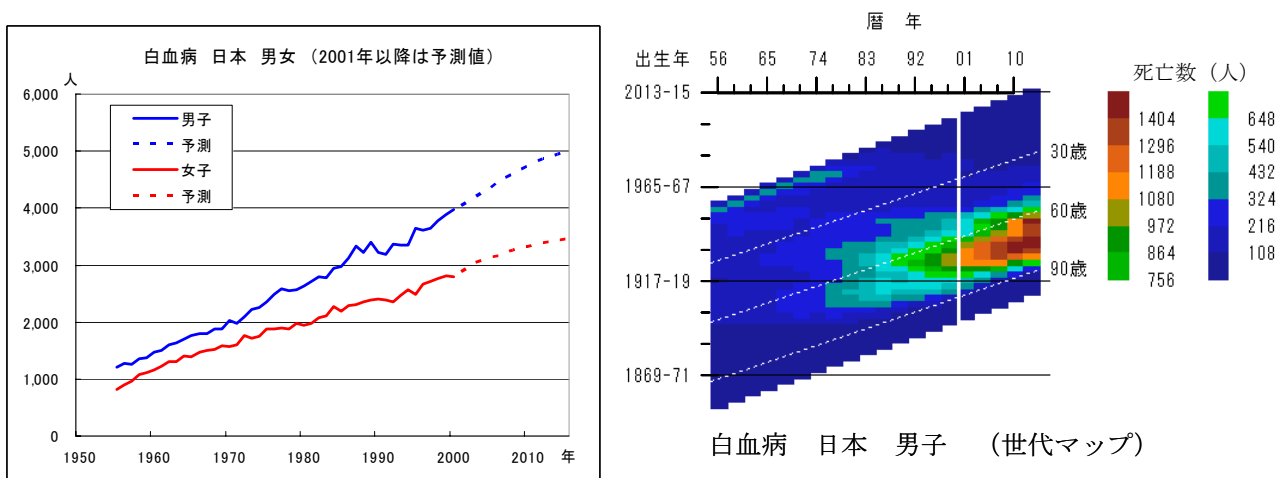 白血病 日本 男女 (2001年以降は予測値)
人
6,000
5,000
4,000
3,000
2,000
1,000
0
男子
予測
女子
予測
1950 1960 1970 1980 1990 2000 2010 年
暦 年
出生年 56 65 74 83 92 01 10
2013-15
1965-67
1917-19
1869-71
30歳
60歳
90歳
死亡数 (人)
1404
1296
1188
1080
972
864
756
648
540
432
324
216
108
白血病 日本 男子 (世代マップ)